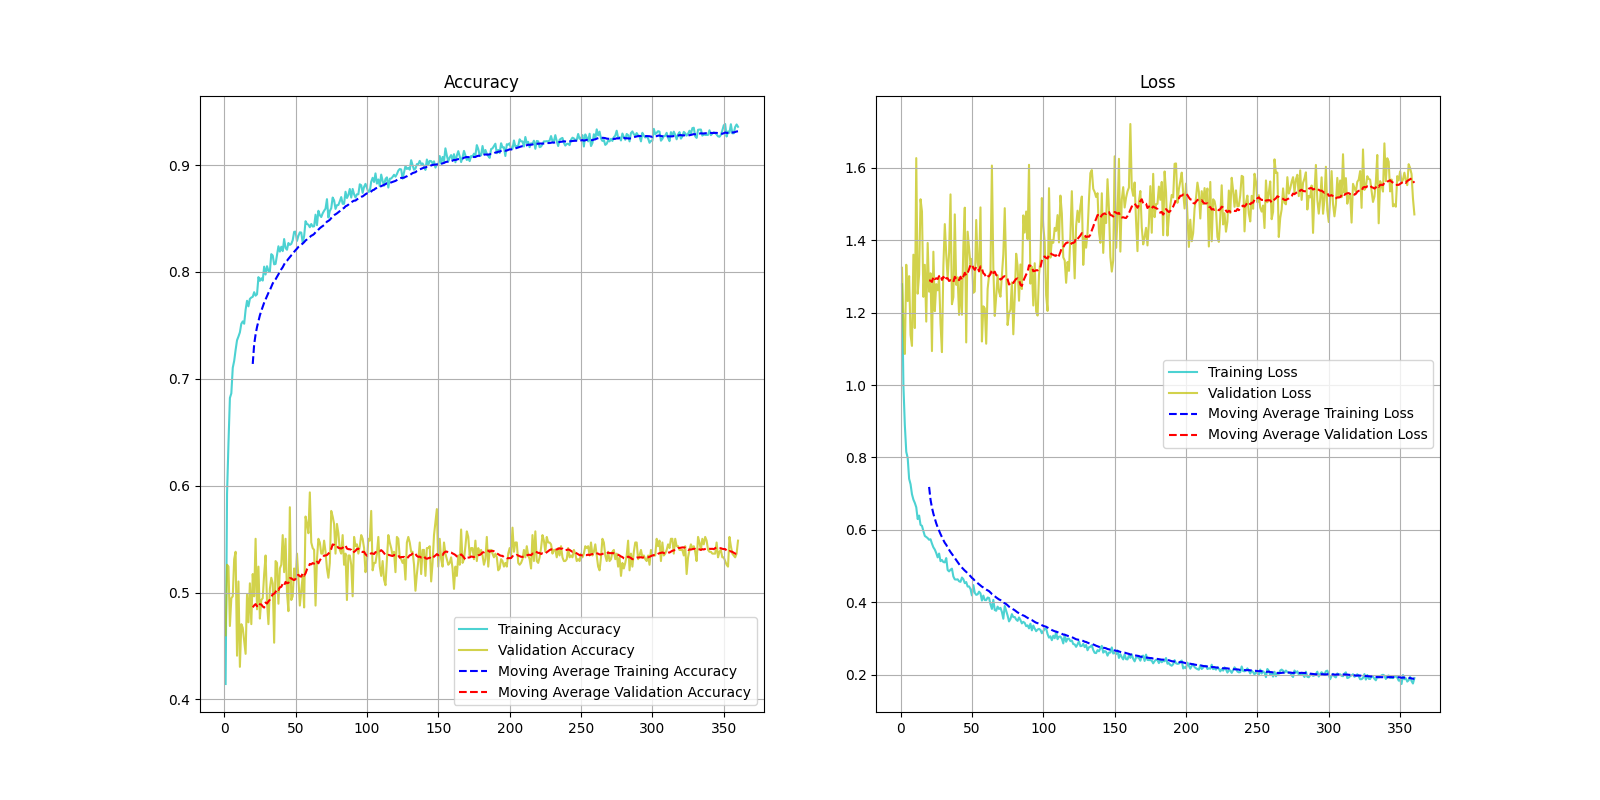 Accuracy
0.9
0.8
0.7
0.6
0.5
0.4
0 50 100 150 200 250 300 350
Training Accuracy
Validation Accuracy
Moving Average Training Accuracy
Moving Average Validation Accuracy
Loss
1.6
1.4
1.2
1.0
0.8
0.6
0.4
0.2
0 50 100 150 200 250 300 350
Training Loss
Validation Loss
Moving Average Training Loss
Moving Average Validation Loss